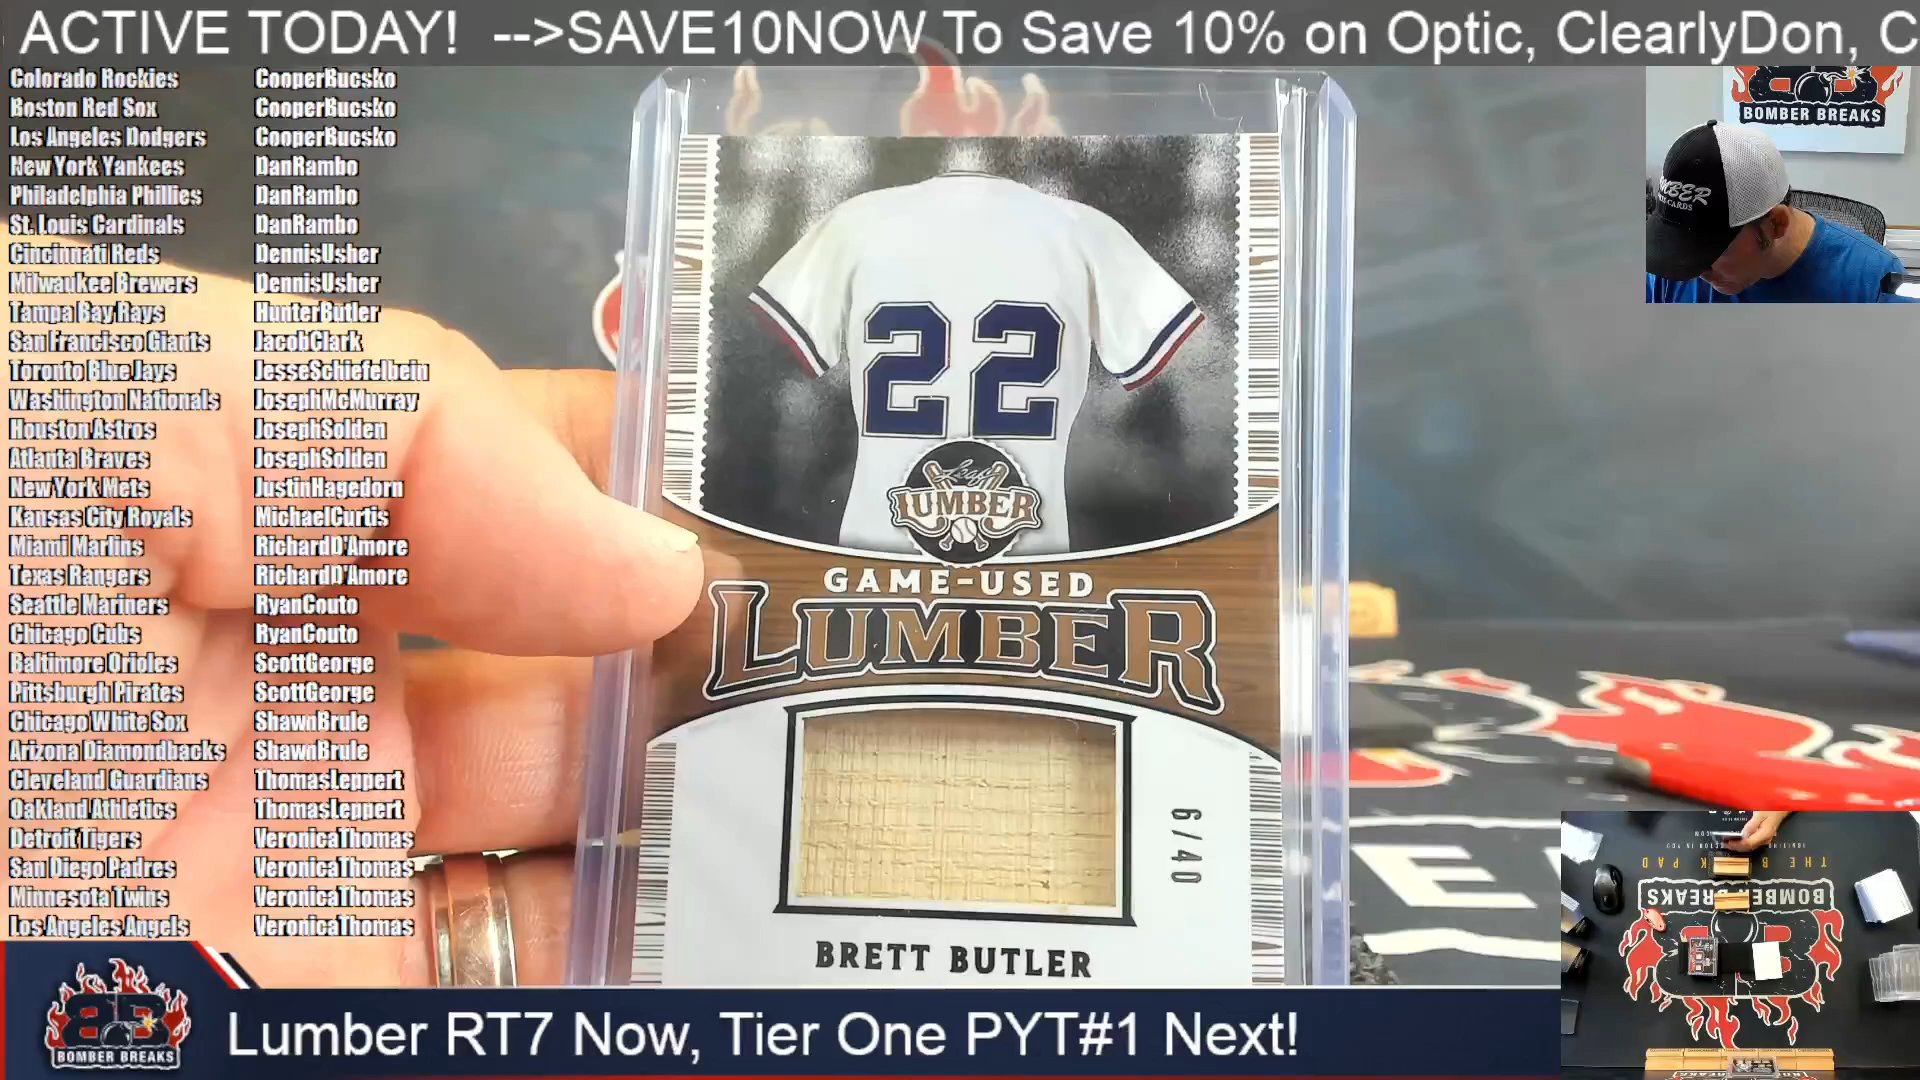 ACTIVE TODAY! -->SAVE10NOW To Save 10% on Optic, ClearlyDon, C
Colorado Rockies CooperBucsko
Boston Red Sox CooperBucsko
Los Angeles Dodgers CooperBucsko
New York Yankees DanRambo
Philadelphia Phillies DanRambo
St. Louis Cardinals DanRambo
Cincinnati Reds DennisUsher
Milwaukee Brewers DennisUsher
Tampa Bay Rays HunterButler
San Francisco Giants JacobClark
Toronto Blue Jays JesseSchiefelbein
Washington Nationals JosephMcMurray
Houston Astros JosephSolden
Atlanta Braves JosephSolden
New York Mets JustinHagedorn
Kansas City Royals MichaelCurtis
Miami Marlins RichardD'Amore
Texas Rangers RichardD'Amore
Seattle Mariners RyanCouto
Chicago Cubs RyanCouto
Baltimore Orioles ScottGeorge
Pittsburgh Pirates ScottGeorge
Chicago White Sox ShawnBrule
Arizona Diamondbacks ShawnBrule
Cleveland Guardians ThomasLeppert
Oakland Athletics ThomasLeppert
Detroit Tigers VeronicaThomas
San Diego Padres VeronicaThomas
Minnesota Twins VeronicaThomas
Los Angeles Angels VeronicaThomas
22
Leaf
LUMBER
GAME-USED
LUMBER
6/40
BRETT BUTLER
BOMBER BREAKS
BOMBER BREAKS
BB
BOMBER BREAKS
Lumber RT7 Now, Tier One PYT#1 Next!